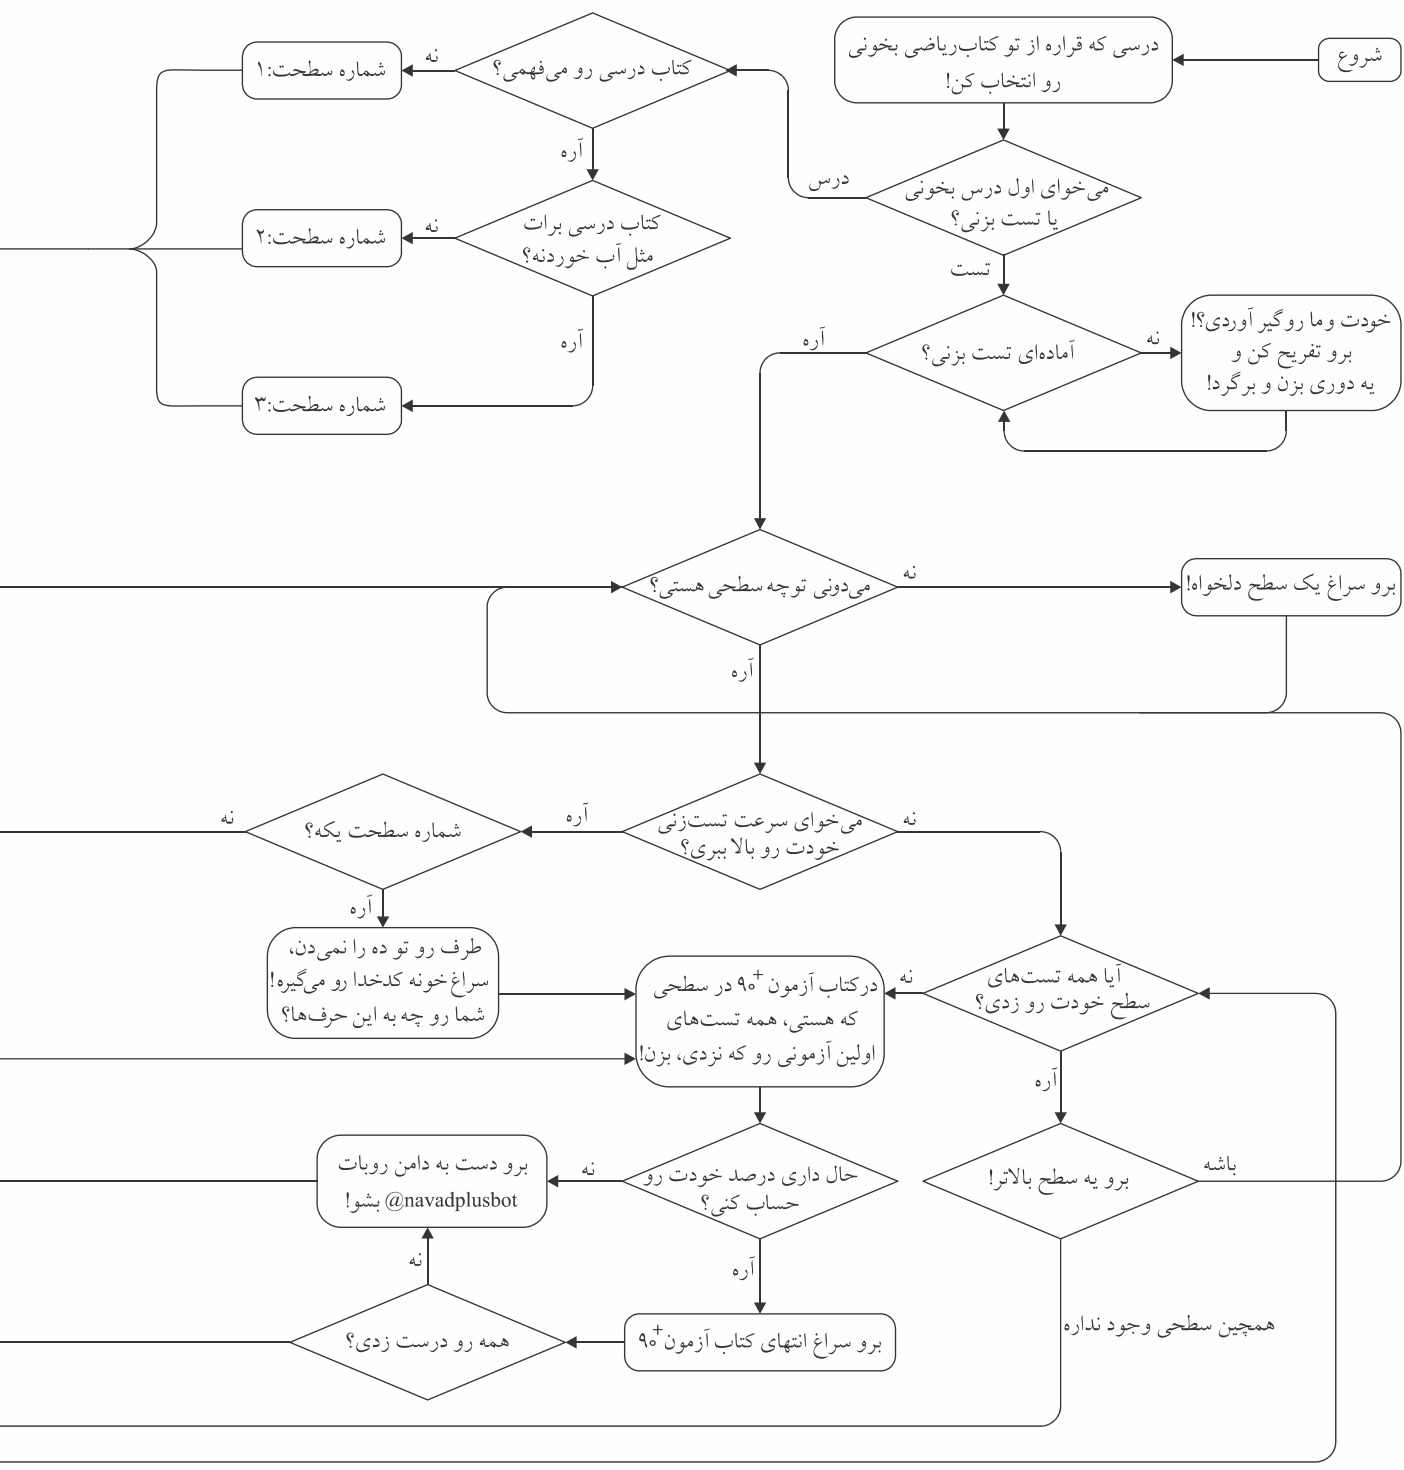 شروع
درسی که قراره از تو کتاب‌ریاضی بخونی
رو انتخاب کن!
می‌خوای اول درس بخونی
یا تست بزنی؟
درس
کتاب درسی رو می‌فهمی؟
نه
شماره سطحت:۱
آره
کتاب درسی برات
مثل آب خوردنه؟
نه
شماره سطحت:۲
آره
شماره سطحت:۳
تست
آماده‌ای تست بزنی؟
نه
خودت وما روگیر آوردی؟!
برو تفریح کن و
یه دوری بزن و برگرد!
آره
می‌دونی توچه سطحی هستی؟
نه
برو سراغ یک سطح دلخواه!
آره
می‌خوای سرعت تست‌زنی
خودت رو بالا ببری؟
آره
شماره سطحت یکه؟
نه
آره
طرف رو تو ده را نمی‌دن،
سراغ خونه کدخدا رو می‌گیره!
شما رو چه به این حرف‌ها؟
نه
آیا همه تست‌های
سطح خودت رو زدی؟
نه
درکتاب آزمون ۹۰+ در سطحی
که هستی، همه تست‌های
اولین آزمونی رو که نزدی، بزن!
آره
برو یه سطح بالاتر!
باشه
همچین سطحی وجود نداره
حال داری درصد خودت رو
حساب کنی؟
نه
برو دست به دامن روبات
@navadplusbot بشو!
آره
برو سراغ انتهای کتاب آزمون۹۰+
همه رو درست زدی؟
نه